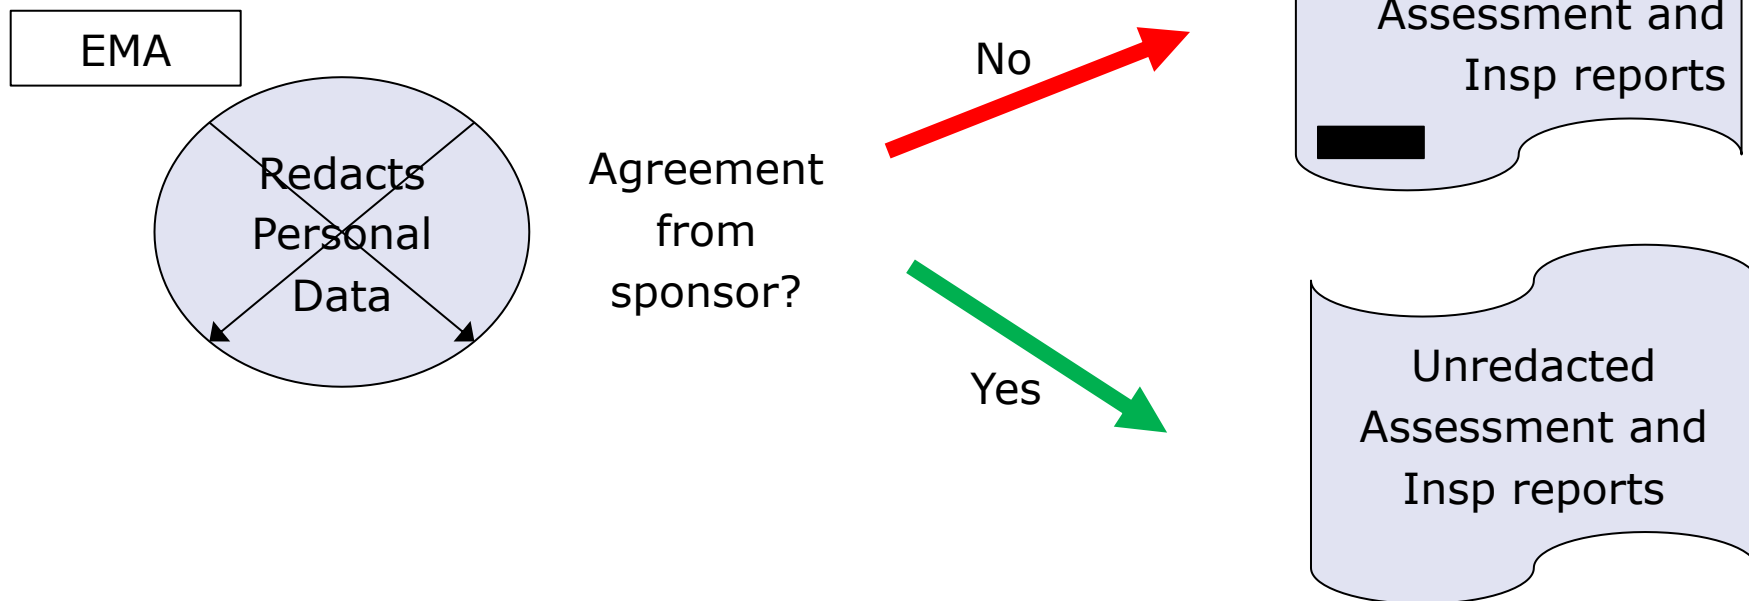 EMA
Redacts
Personal
Data
Agreement
from
sponsor?
No
Yes
Assessment and
Insp reports
Unredacted
Assessment and
Insp reports